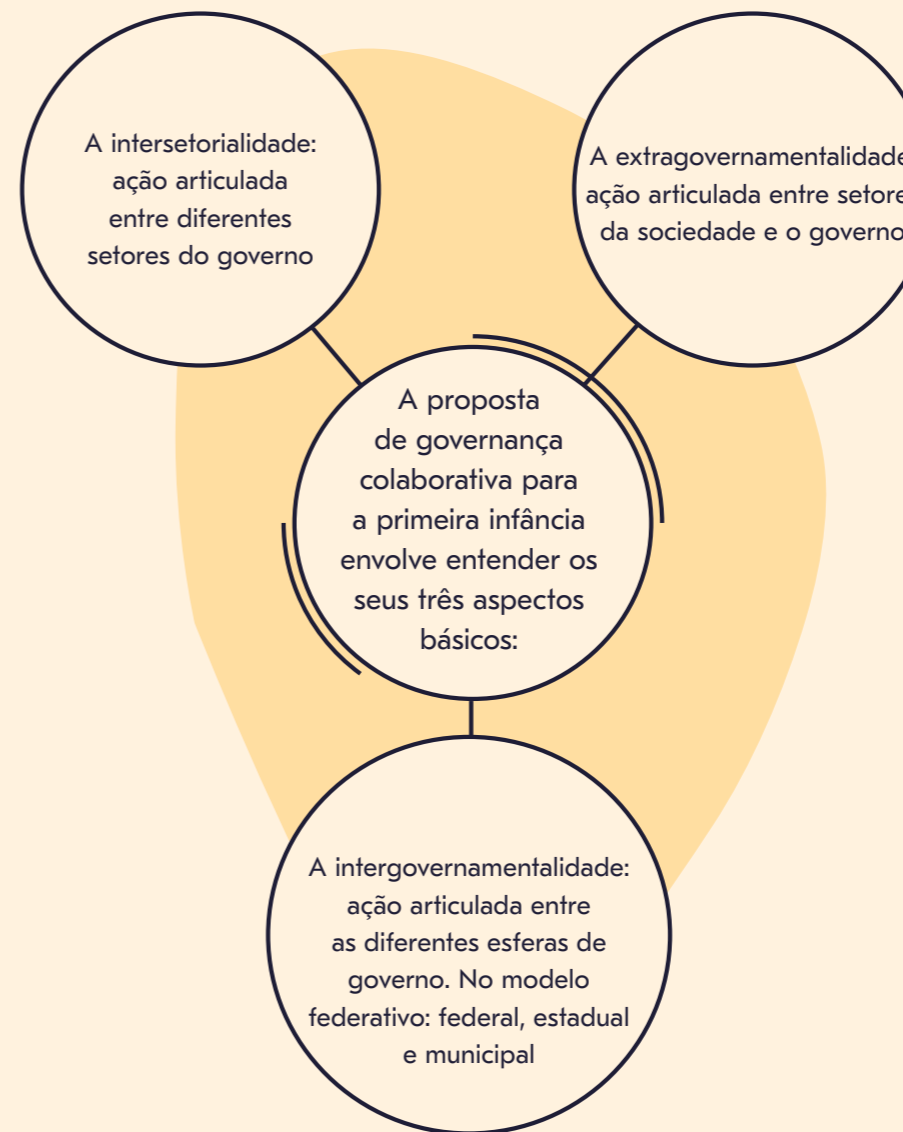 A intersetorialidade:
ação articulada
entre diferentes
setores do governo
A extragovernamentalidade
ação articulada entre setore
da sociedade e o governo
A proposta
de governança
colaborativa para
a primeira infância
envolve entender os
seus três aspectos
básicos:
A intergovernamentalidade:
ação articulada entre
as diferentes esferas de
governo. No modelo
federativo: federal, estadual
e municipal